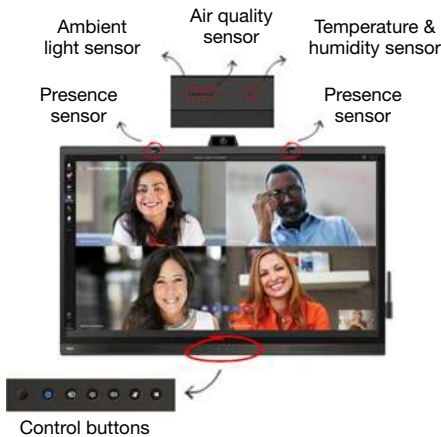 Ambient
light sensor
Air quality
sensor
Temperature &
humidity sensor
Presence
sensor
Presence
sensor
Control buttons